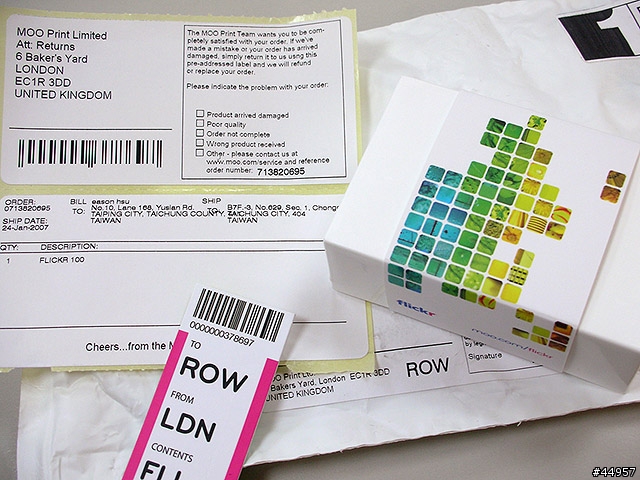 MOO Print Limited
Att: Returns
6 Baker's Yard
LONDON
EC1R 3DD
UNITED KINGDOM
The MOO Print Team wants you to be com-
pletely satisfied with your order. If we've
made a mistake or your order has arrived
damaged, simply return it to us using this
pre-addressed label and we will refund
or replace your order.
Please indicate the problem with your order:
Product arrived damaged
Poor quality
Order not complete
Wrong product received
Other - please contact us at
www.moo.com/service and reference
order number: 713820695
1
ORDER:
0713820695
SHIP DATE:
24-Jan-2007
BILL TO:
eason hsu
No.10, Lane 168, Yusian Rd.
TAIPING CITY, TAICHUNG COUNTY,
TAIWAN
SHIP
B7F.-3, No.629, Sec. 1, Chong
TAICHUNG CITY, 404
TAIWAN
QTY: DESCRIPTION:
1 FLICKR 100
Cheers...from the
0000000378697
TO
ROW
FROM
LDN
CONTENTS
flickr
moo.com/flickr
Bakers Yard, London EC1R 3DD
UNITED KINGDOM
ROW
Signature
#44957